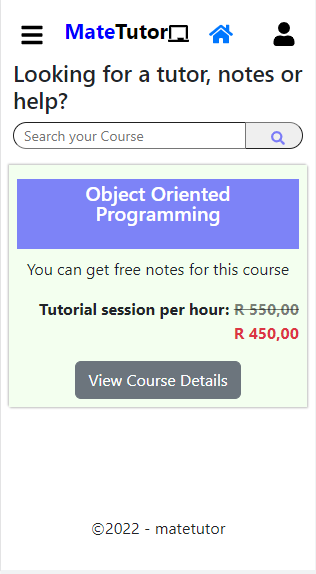 MateTutor
Looking for a tutor, notes or
help?
Search your Course
Object Oriented
Programming
You can get free notes for this course
Tutorial session per hour: R 550,00
R 450,00
View Course Details
©2022 - matetutor